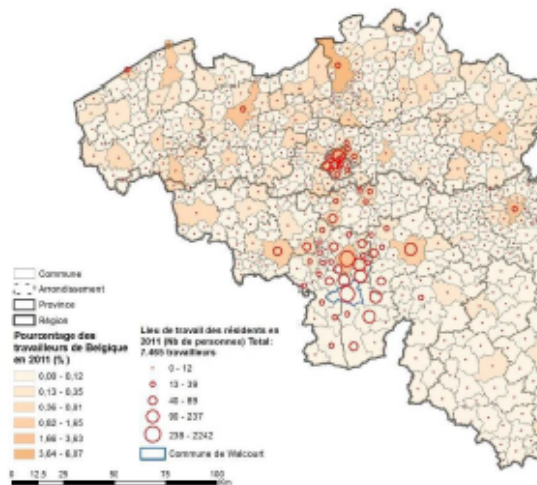 Commune
Arrondissement
Province
Région
Pourcentage des
travailleurs de Belgique
en 2011 (%)
0,00 - 0,12
0,13 - 0,35
0,36 - 0,81
0,82 - 1,65
1,66 - 3,63
3,64 - 6,07
Lieu de travail des résidents en
2011 (Nb de personnes) Total:
7.465 travailleurs
0 - 12
13 - 39
40 - 89
90 - 237
238 - 2242
Commune de Walcourt
0 12,5 25 50 75 100